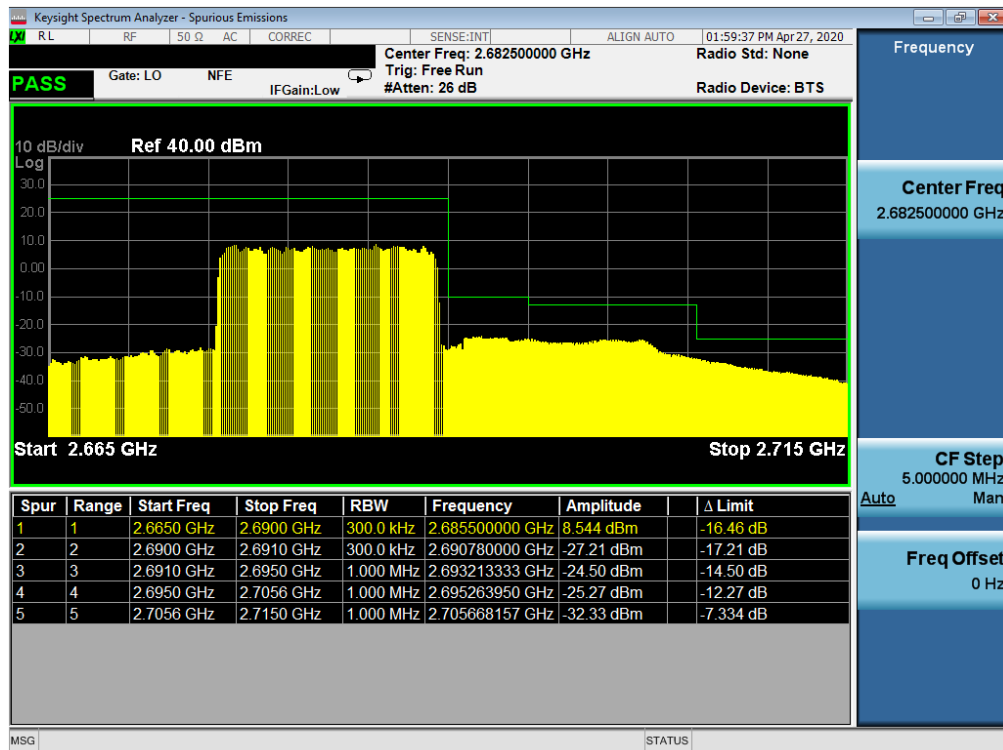 Keysight Spectrum Analyzer - Spurious Emissions
LXI RL RF 50 Ω AC CORREC SENSE:INT ALIGN AUTO 01:59:37 PM Apr 27, 2020
Center Freq: 2.682500000 GHz Radio Std: None
Gate: LO NFE Trig: Free Run
PASS IFGain:Low #Atten: 26 dB Radio Device: BTS
10 dB/div Ref 40.00 dBm
Log
30.0
20.0
10.0
0.00
-10.0
-20.0
-30.0
-40.0
-50.0
Start 2.665 GHz Stop 2.715 GHz
Spur Range Start Freq Stop Freq RBW Frequency Amplitude Δ Limit
1 1 2.6650 GHz 2.6900 GHz 300.0 kHz 2.685500000 GHz 8.544 dBm -16.46 dB
2 2 2.6900 GHz 2.6910 GHz 300.0 kHz 2.690780000 GHz -27.21 dBm -17.21 dB
3 3 2.6910 GHz 2.6950 GHz 1.000 MHz 2.693213333 GHz -24.50 dBm -14.50 dB
4 4 2.6950 GHz 2.7056 GHz 1.000 MHz 2.695263950 GHz -25.27 dBm -12.27 dB
5 5 2.7056 GHz 2.7150 GHz 1.000 MHz 2.705668157 GHz -32.33 dBm -7.334 dB
MSG STATUS
Frequency
Center Freq
2.682500000 GHz
CF Step
5.000000 MHz
Auto Man
Freq Offset
0 Hz